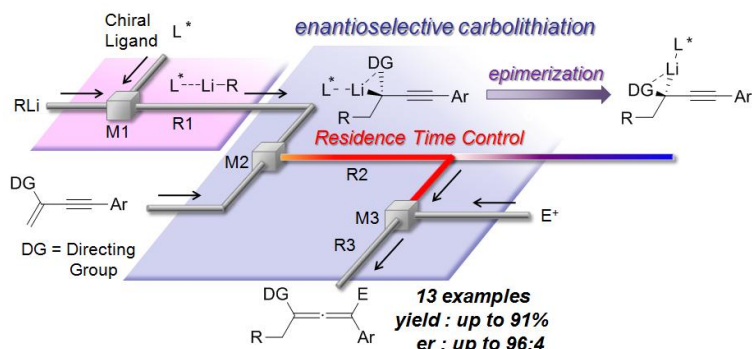 Chiral
Ligand
L*
enantioselective carbolithiation
L*---Li-R
RLi
M1
R1
DG
L*--Li
R
Ar
epimerization
L*
Li
DG
R
Ar
Residence Time Control
M2
R2
DG
Ar
M3
E+
DG = Directing
Group
R3
DG
E
R
Ar
13 examples
yield : up to 91%
er : up to 96:4